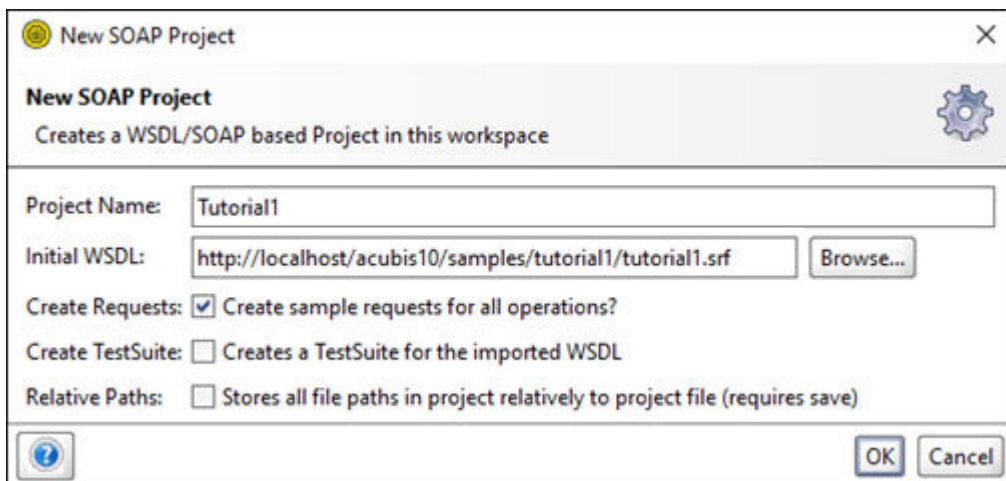 New SOAP Project
New SOAP Project
Creates a WSDL/SOAP based Project in this workspace
Project Name: Tutorial1
Initial WSDL: http://localhost/acubis10/samples/tutorial1/tutorial1.srf Browse...
Create Requests: Create sample requests for all operations?
Create TestSuite: Creates a TestSuite for the imported WSDL
Relative Paths: Stores all file paths in project relatively to project file (requires save)
? OK Cancel